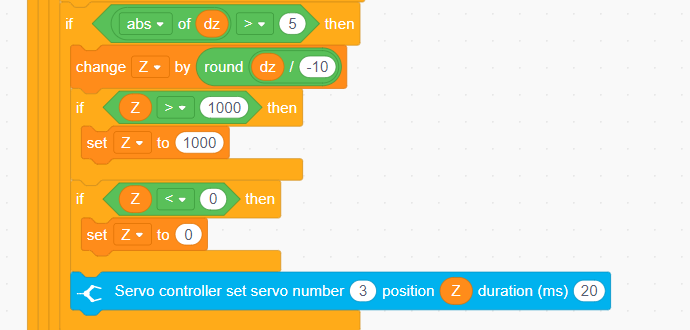 if abs of dz > 5 then
change Z by round dz / -10
if Z > 1000 then
set Z to 1000
if Z < 0 then
set Z to 0
Servo controller set servo number 3 position Z duration (ms) 20